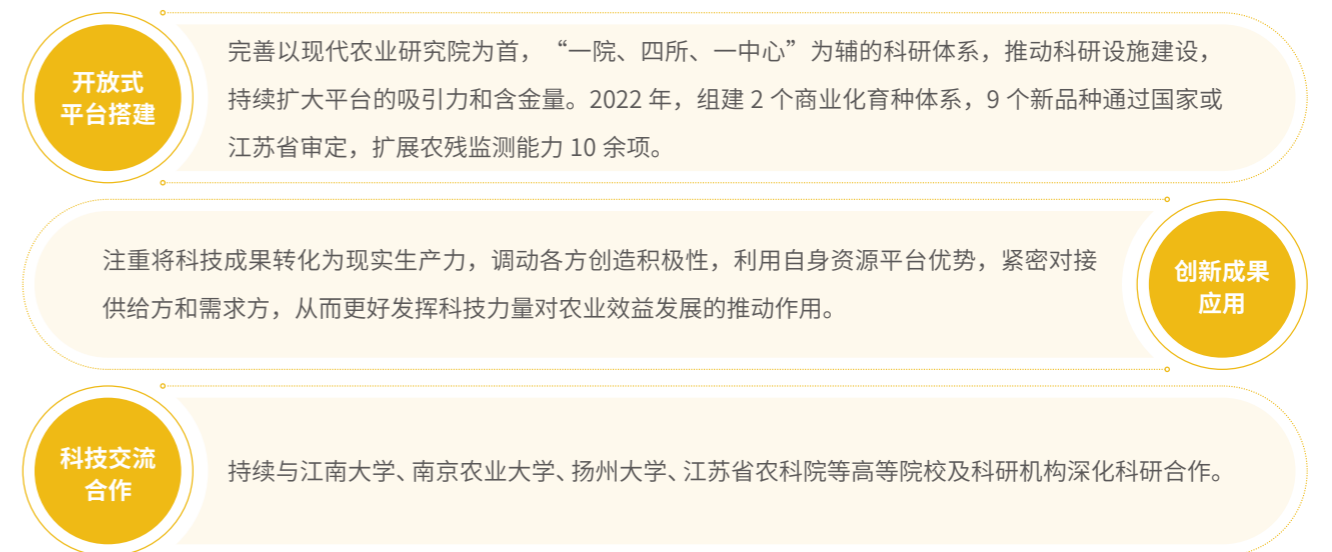 开放式
平台搭建
完善以现代农业研究院为首，“一院、四所、一中心”为辅的科研体系，推动科研设施建设，
持续扩大平台的吸引力和含金量。2022 年，组建 2 个商业化育种体系，9 个新品种通过国家或
江苏省审定，扩展农残监测能力 10 余项。
注重将科技成果转化为现实生产力，调动各方创造积极性，利用自身资源平台优势，紧密对接
供给方和需求方，从而更好发挥科技力量对农业效益发展的推动作用。
创新成果
应用
科技交流
合作
持续与江南大学、南京农业大学、扬州大学、江苏省农科院等高等院校及科研机构深化科研合作。